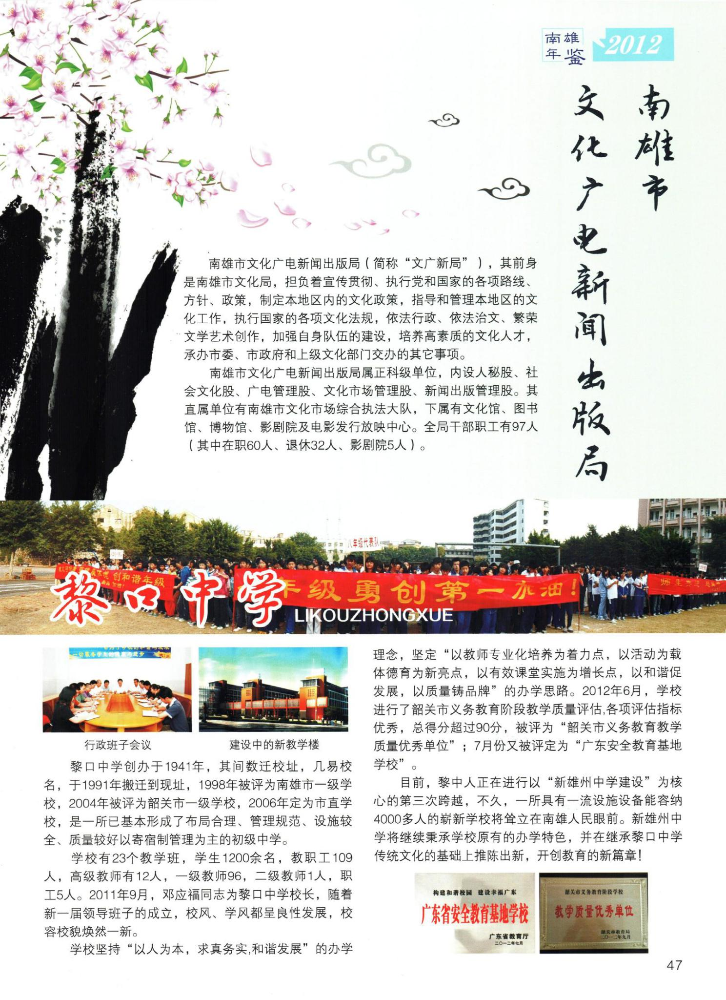 南雄
年鉴
2012
南雄市
文化广电新闻出版局
南雄市文化广电新闻出版局（简称“文广新局”），其前身
是南雄市文化局，担负着宣传贯彻、执行党和国家的各项路线、
方针、政策，制定本地区内的文化政策，指导和管理本地区的文
化工作，执行国家的各项文化法规，依法行政、依法治文、繁荣
文学艺术创作，加强自身队伍的建设，培养高素质的文化人才，
承办市委、市政府和上级文化部门交办的其它事项。
南雄市文化广电新闻出版局属正科级单位，内设人秘股、社
会文化股、广电管理股、文化市场管理股、新闻出版管理股。其
直属单位有南雄市文化市场综合执法大队，下属有文化馆、图书
馆、博物馆、影剧院及电影发行放映中心。全局干部职工有97人
（其中在职60人、退休32人、影剧院5人）。
八年级代表队
创和谐年级
年级勇创第一加油！
师生共
黎口中学
LIKOUZHONGXUE
一切服务学生的健康与进步
行政班子会议
建设中的新教学楼
黎口中学创办于1941年，其间数迁校址，几易校
名，于1991年搬迁到现址，1998年被评为南雄市一级学
校，2004年被评为韶关市一级学校，2006年定为市直学
校，是一所已基本形成了布局合理、管理规范、设施较
全、质量较好以寄宿制管理为主的初级中学。
学校有23个教学班，学生1200余名，教职工109
人，高级教师有12人，一级教师96，二级教师1人，职
工5人。2011年9月，邓应福同志为黎口中学校长，随着
新一届领导班子的成立，校风、学风都呈良性发展，校
容校貌焕然一新。
学校坚持“以人为本，求真务实,和谐发展”的办学
理念，坚定“以教师专业化培养为着力点，以活动为载
体德育为新亮点，以有效课堂实施为增长点，以和谐促
发展，以质量铸品牌”的办学思路。2012年6月，学校
进行了韶关市义务教育阶段教学质量评估,各项评估指标
优秀，总得分超过90分，被评为“韶关市义务教育教学
质量优秀单位”；7月份又被评定为“广东安全教育基地
学校”。
目前，黎中人正在进行以“新雄州中学建设”为核
心的第三次跨越，不久，一所具有一流设施设备能容纳
4000多人的崭新学校将耸立在南雄人民眼前。新雄州中
学将继续秉承学校原有的办学特色，并在继承黎口中学
传统文化的基础上推陈出新，开创教育的新篇章！
构建和谐校园 建设幸福广东
广东省安全教育基地学校
广东省教育厅
二〇一二年七月
韶关市义务教育阶段学校
教学质量优秀单位
韶关市教育局
二〇一二年九月
47